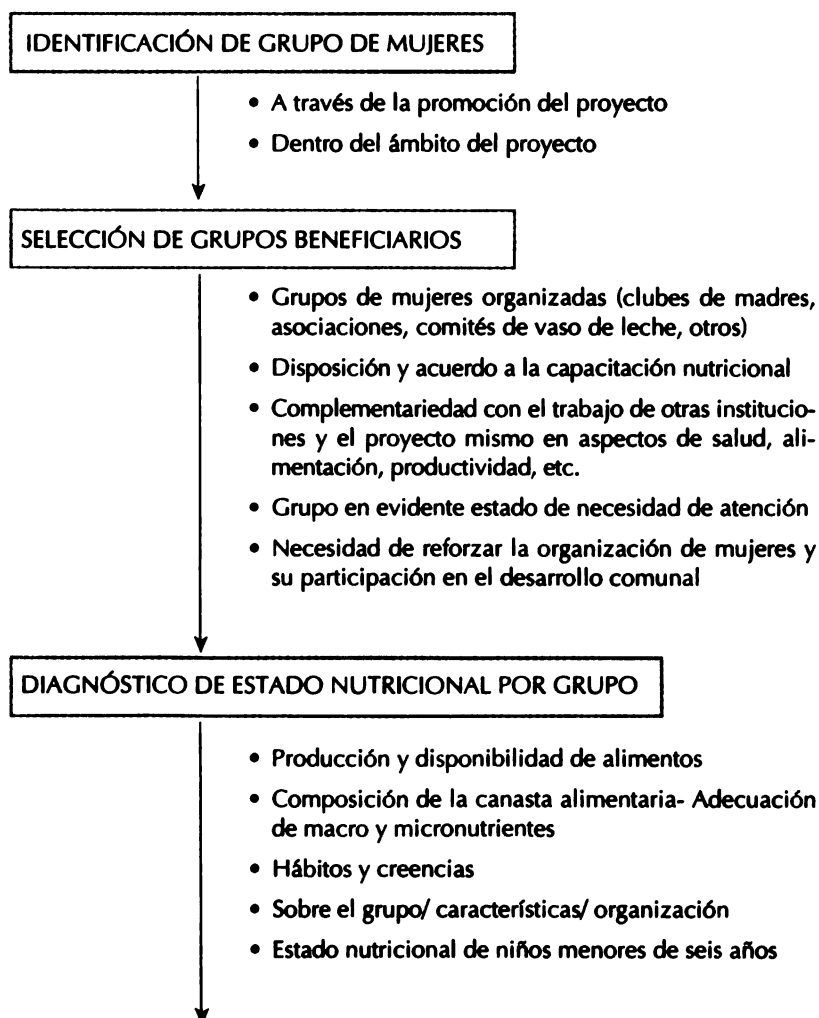 IDENTIFICACIÓN DE GRUPO DE MUJERES
• A través de la promoción del proyecto
• Dentro del ámbito del proyecto
SELECCIÓN DE GRUPOS BENEFICIARIOS
• Grupos de mujeres organizadas (clubes de madres,
asociaciones, comités de vaso de leche, otros)
• Disposición y acuerdo a la capacitación nutricional
• Complementariedad con el trabajo de otras institucio-
nes y el proyecto mismo en aspectos de salud, ali-
mentación, productividad, etc.
• Grupo en evidente estado de necesidad de atención
• Necesidad de reforzar la organización de mujeres y
su participación en el desarrollo comunal
DIAGNÓSTICO DE ESTADO NUTRICIONAL POR GRUPO
• Producción y disponibilidad de alimentos
• Composición de la canasta alimentaria- Adecuación
de macro y micronutrientes
• Hábitos y creencias
• Sobre el grupo/ características/ organización
• Estado nutricional de niños menores de seis años